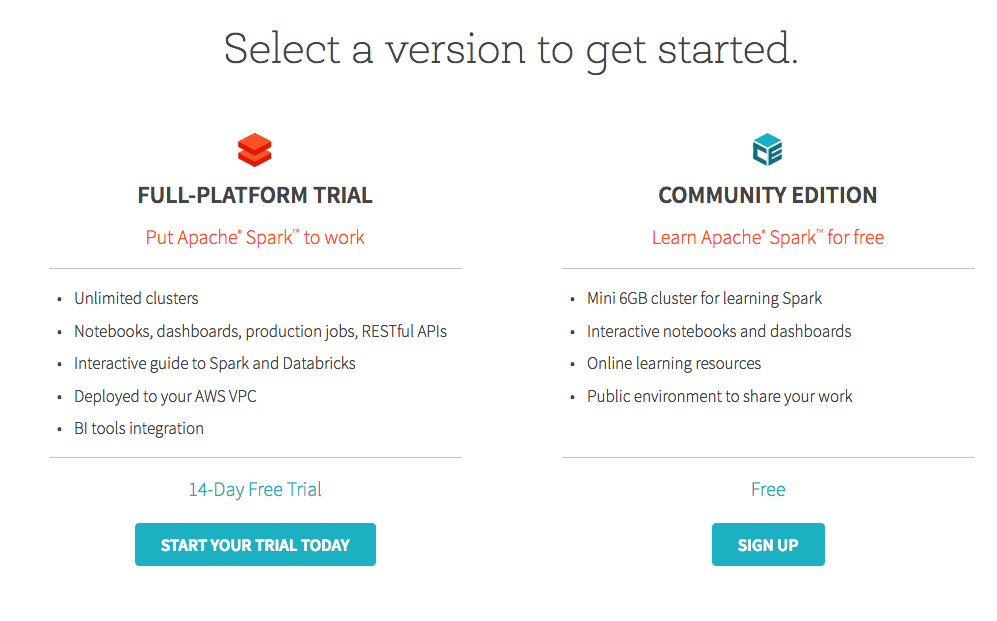 Select a version to get started.
CE
FULL-PLATFORM TRIAL
Put Apache® Spark™ to work
• Unlimited clusters
• Notebooks, dashboards, production jobs, RESTful APIs
• Interactive guide to Spark and Databricks
• Deployed to your AWS VPC
• BI tools integration
14-Day Free Trial
START YOUR TRIAL TODAY
COMMUNITY EDITION
Learn Apache® Spark™ for free
• Mini 6GB cluster for learning Spark
• Interactive notebooks and dashboards
• Online learning resources
• Public environment to share your work
Free
SIGN UP